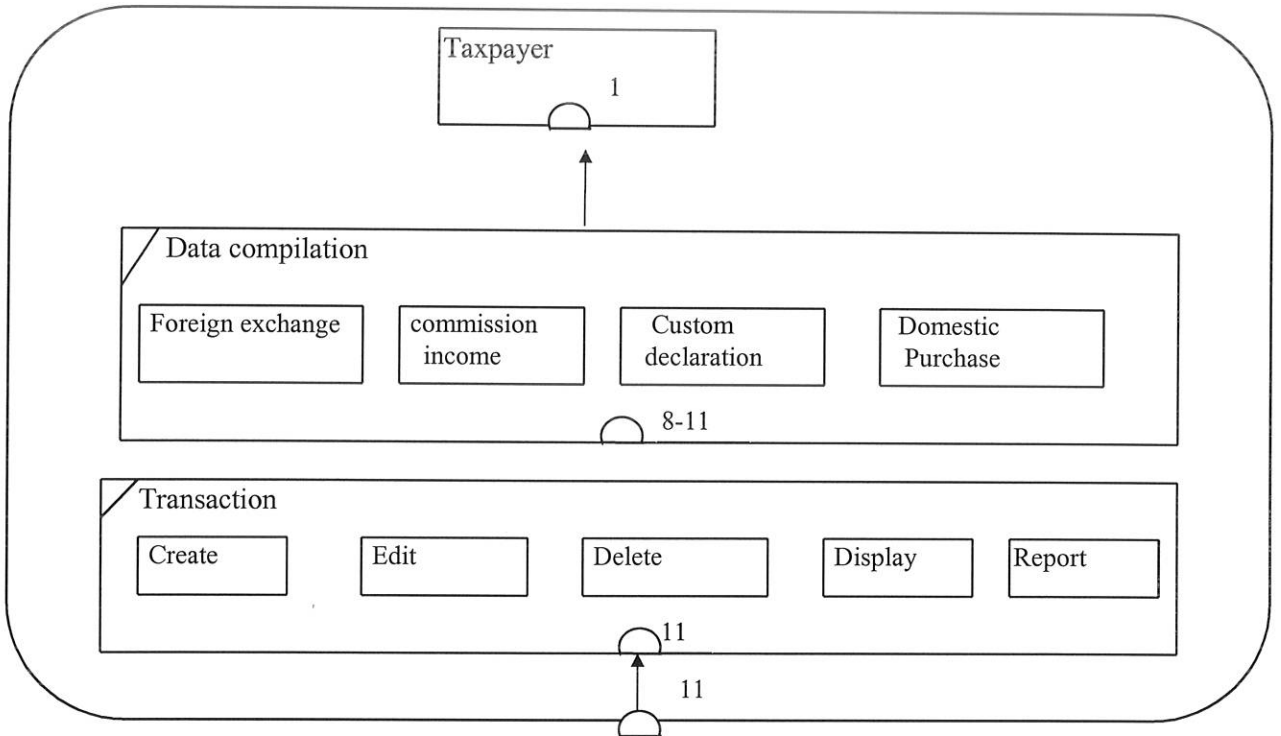 Taxpayer
1
Data compilation
Foreign exchange
commission
income
Custom
declaration
Domestic
Purchase
8-11
Transaction
Create
Edit
Delete
Display
Report
11
11